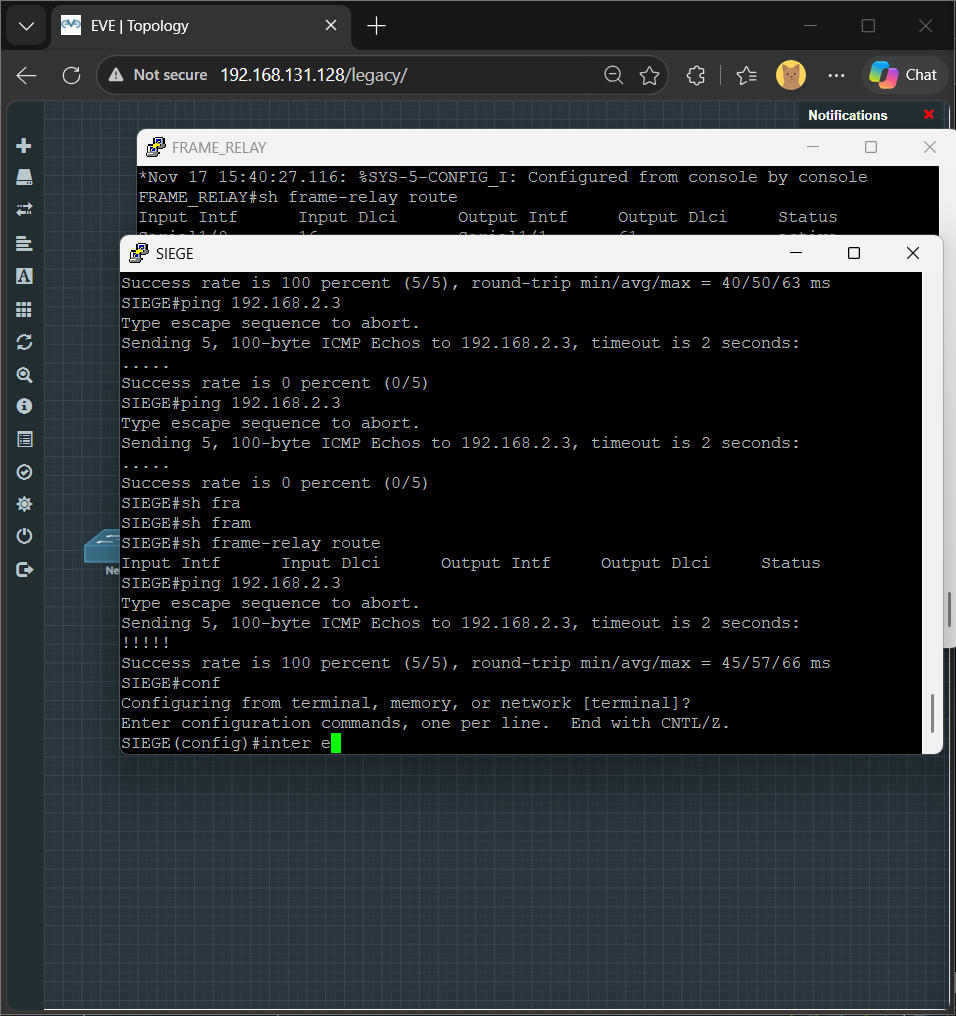 EVE | Topology
Not secure 192.168.131.128/legacy/
Chat
Notifications
FRAME_RELAY
*Nov 17 15:40:27.116: %SYS-5-CONFIG_I: Configured from console by console
FRAME_RELAY#sh frame-relay route
Input Intf Input Dlci Output Intf Output Dlci Status
SIEGE
Success rate is 100 percent (5/5), round-trip min/avg/max = 40/50/63 ms
SIEGE#ping 192.168.2.3
Type escape sequence to abort.
Sending 5, 100-byte ICMP Echos to 192.168.2.3, timeout is 2 seconds:
.....
Success rate is 0 percent (0/5)
SIEGE#ping 192.168.2.3
Type escape sequence to abort.
Sending 5, 100-byte ICMP Echos to 192.168.2.3, timeout is 2 seconds:
.....
Success rate is 0 percent (0/5)
SIEGE#sh fra
SIEGE#sh fram
SIEGE#sh frame-relay route
Input Intf Input Dlci Output Intf Output Dlci Status
SIEGE#ping 192.168.2.3
Type escape sequence to abort.
Sending 5, 100-byte ICMP Echos to 192.168.2.3, timeout is 2 seconds:
!!!!!
Success rate is 100 percent (5/5), round-trip min/avg/max = 45/57/66 ms
SIEGE#conf
Configuring from terminal, memory, or network [terminal]?
Enter configuration commands, one per line. End with CNTL/Z.
SIEGE(config)#inter e
Ne